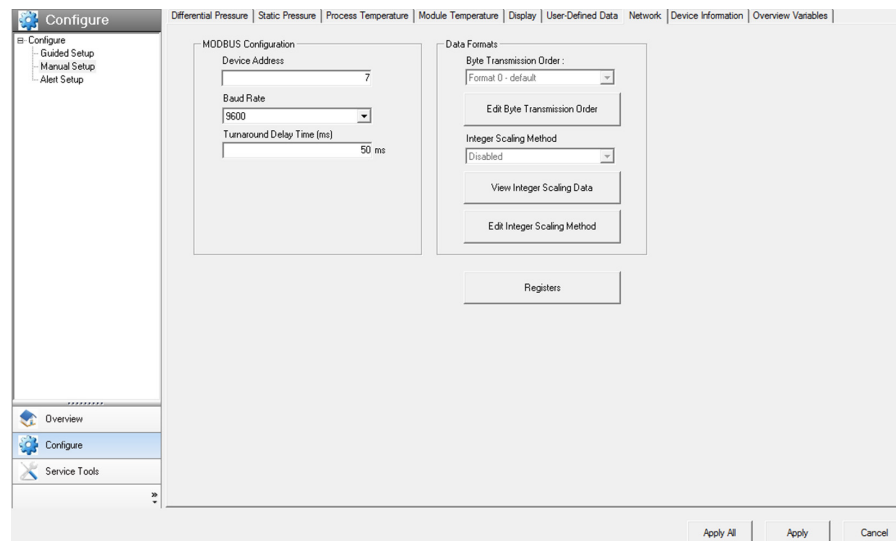 Configure
Configure
Guided Setup
Manual Setup
Alert Setup
Overview
Configure
Service Tools
»
Differential Pressure Static Pressure Process Temperature Module Temperature Display User-Defined Data Network Device Information Overview Variables
MODBUS Configuration
Device Address
7
Baud Rate
9600
Turnaround Delay Time (ms)
50 ms
Data Formats
Byte Transmission Order :
Format 0 - default
Edit Byte Transmission Order
Integer Scaling Method
Disabled
View Integer Scaling Data
Edit Integer Scaling Method
Registers
Apply All Apply Cancel